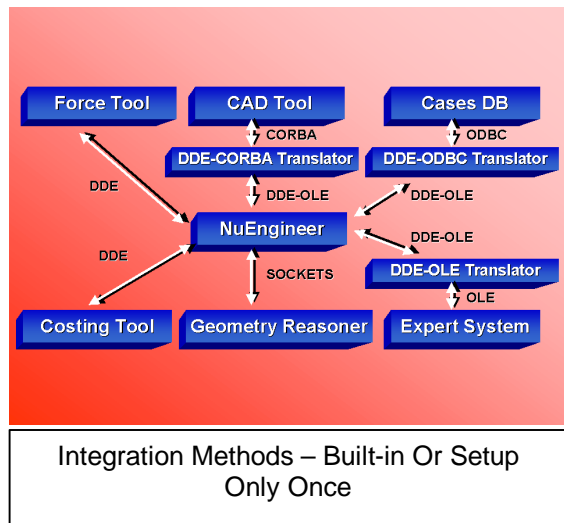 Force Tool
CAD Tool
Cases DB
CORBA
ODBC
DDE-CORBA Translator
DDE-ODBC Translator
DDE
DDE-OLE
DDE-OLE
NuEngineer
DDE-OLE
DDE
SOCKETS
DDE-OLE Translator
OLE
Costing Tool
Geometry Reasoner
Expert System
Integration Methods – Built-in Or Setup
Only Once